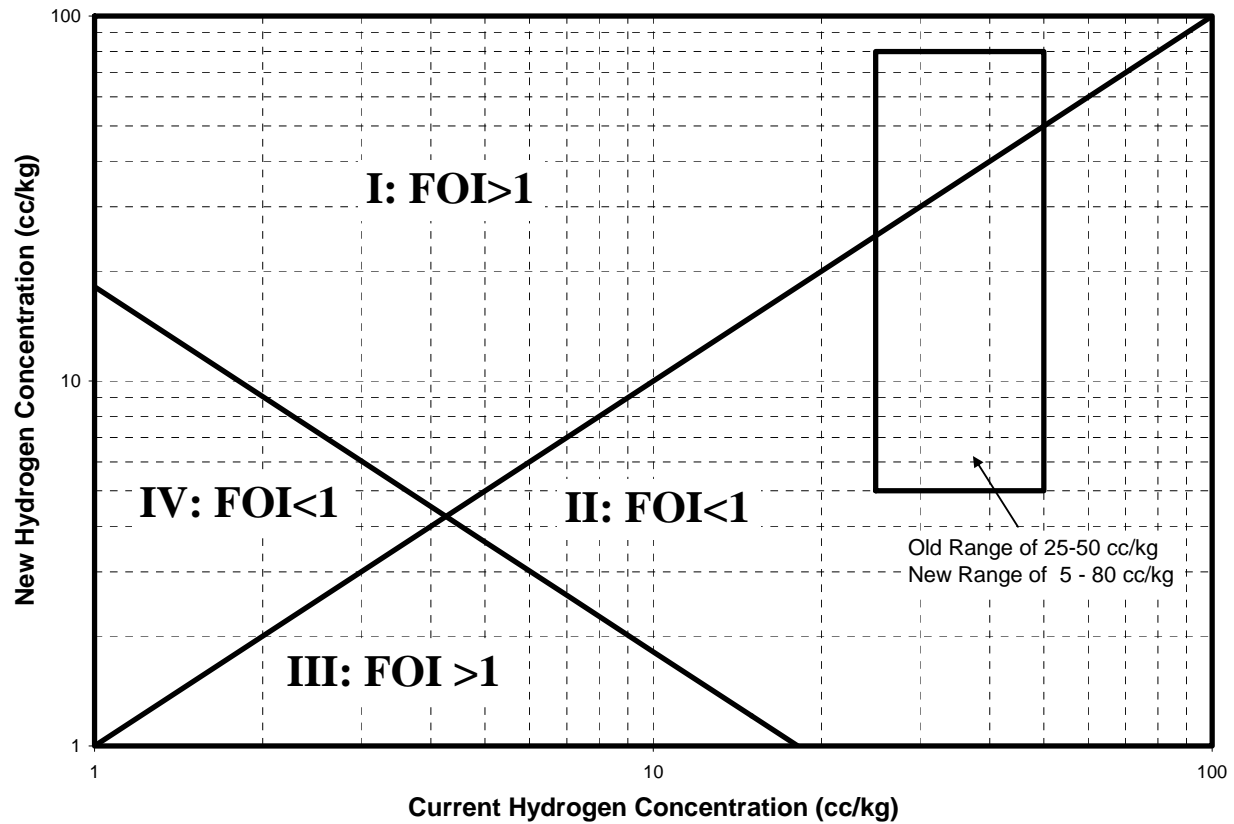 100
10
1
New Hydrogen Concentration (cc/kg)
I: FOI>1
IV: FOI<1
II: FOI<1
III: FOI >1
Old Range of 25-50 cc/kg
New Range of 5 - 80 cc/kg
1
10
100
Current Hydrogen Concentration (cc/kg)